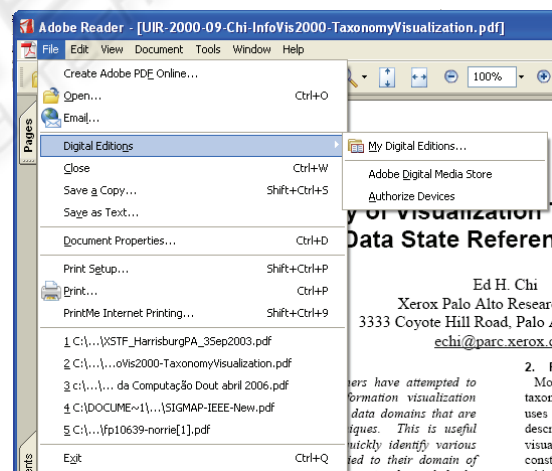 Adobe Reader - [UIR-2000-09-Chi-InfoVis2000-TaxonomyVisualization.pdf]
File Edit View Document Tools Window Help
100%
Create Adobe PDF Online...
Open... Ctrl+O
Email...
Digital Editions
My Digital Editions...
Adobe Digital Media Store
Authorize Devices
Close Ctrl+W
Save a Copy... Shift+Ctrl+S
Save as Text...
Document Properties... Ctrl+D
Print Setup... Shift+Ctrl+P
Print... Ctrl+P
PrintMe Internet Printing... Shift+Ctrl+9
1 C:\...\XSTF_HarrisburgPA_3Sep2003.pdf
2 C:\...\...oVis2000-TaxonomyVisualization.pdf
3 c:\...\... da Computação Dout abril 2006.pdf
4 C:\DOCUME~1\...\SIGMAP-IEEE-New.pdf
5 C:\...\fp10639-norrie[1].pdf
Exit Ctrl+Q
Pages
y of Visualization
Data State Referen
Ed H. Chi
Xerox Palo Alto Resear
3333 Coyote Hill Road, Palo
echi@parc.xerox.
ers have attempted to
formation visualization
data domains that are
iques. This is useful
uickly identify various
ied to their domain of
2.
Mo
taxon
uses
descr
visua
const